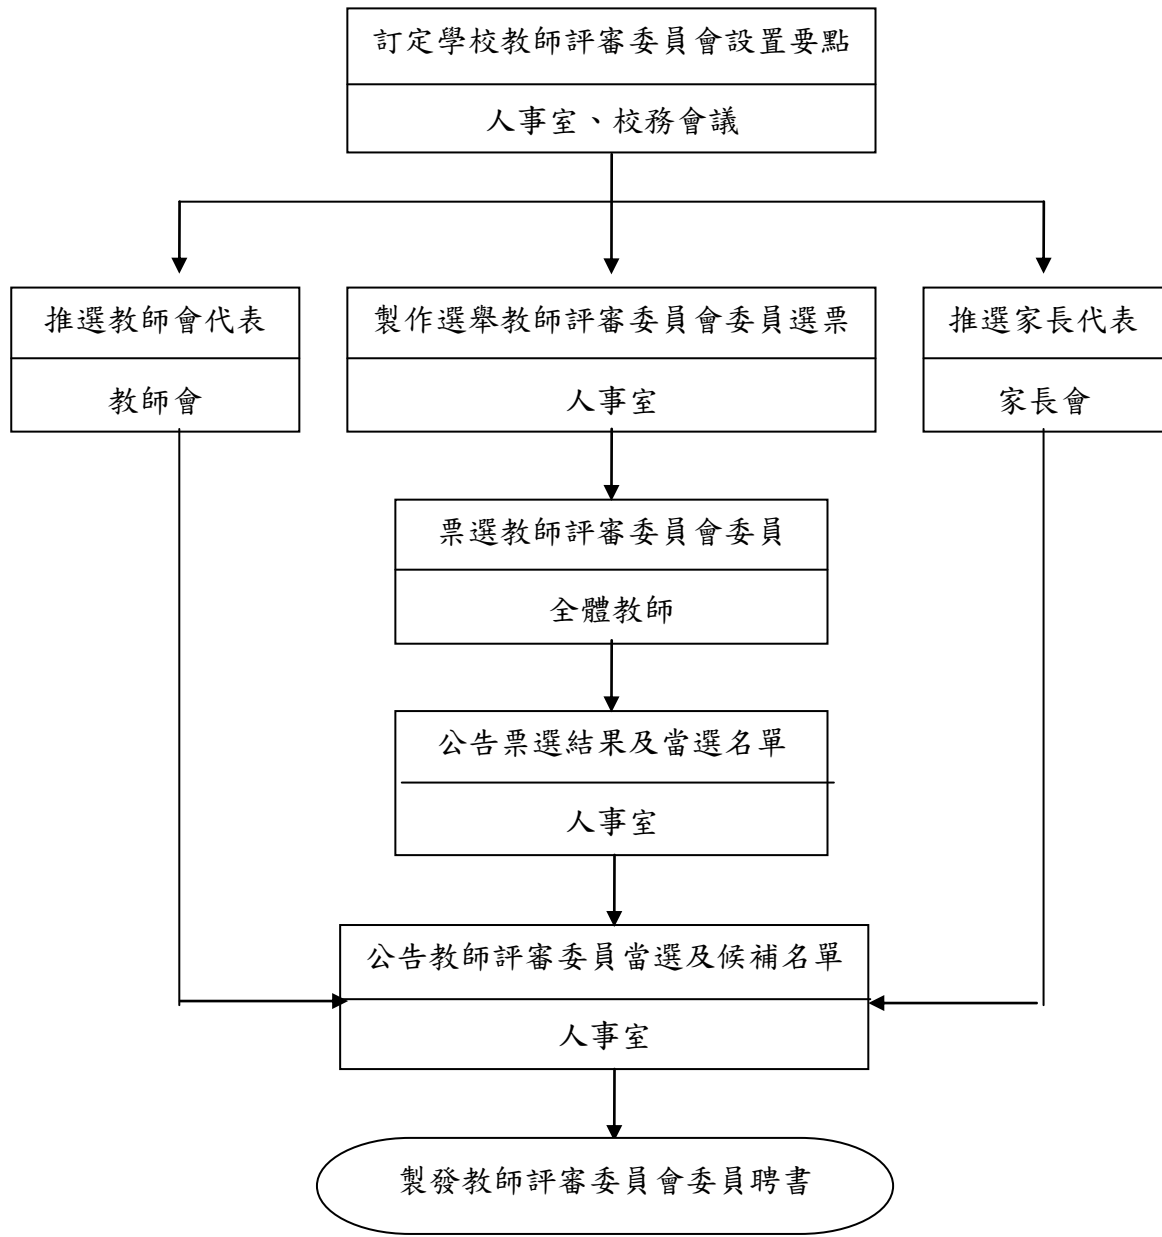 訂定學校教師評審委員會設置要點
人事室、校務會議
推選教師會代表
教師會
製作選舉教師評審委員會委員選票
人事室
推選家長代表
家長會
票選教師評審委員會委員
全體教師
公告票選結果及當選名單
人事室
公告教師評審委員當選及候補名單
人事室
製發教師評審委員會委員聘書